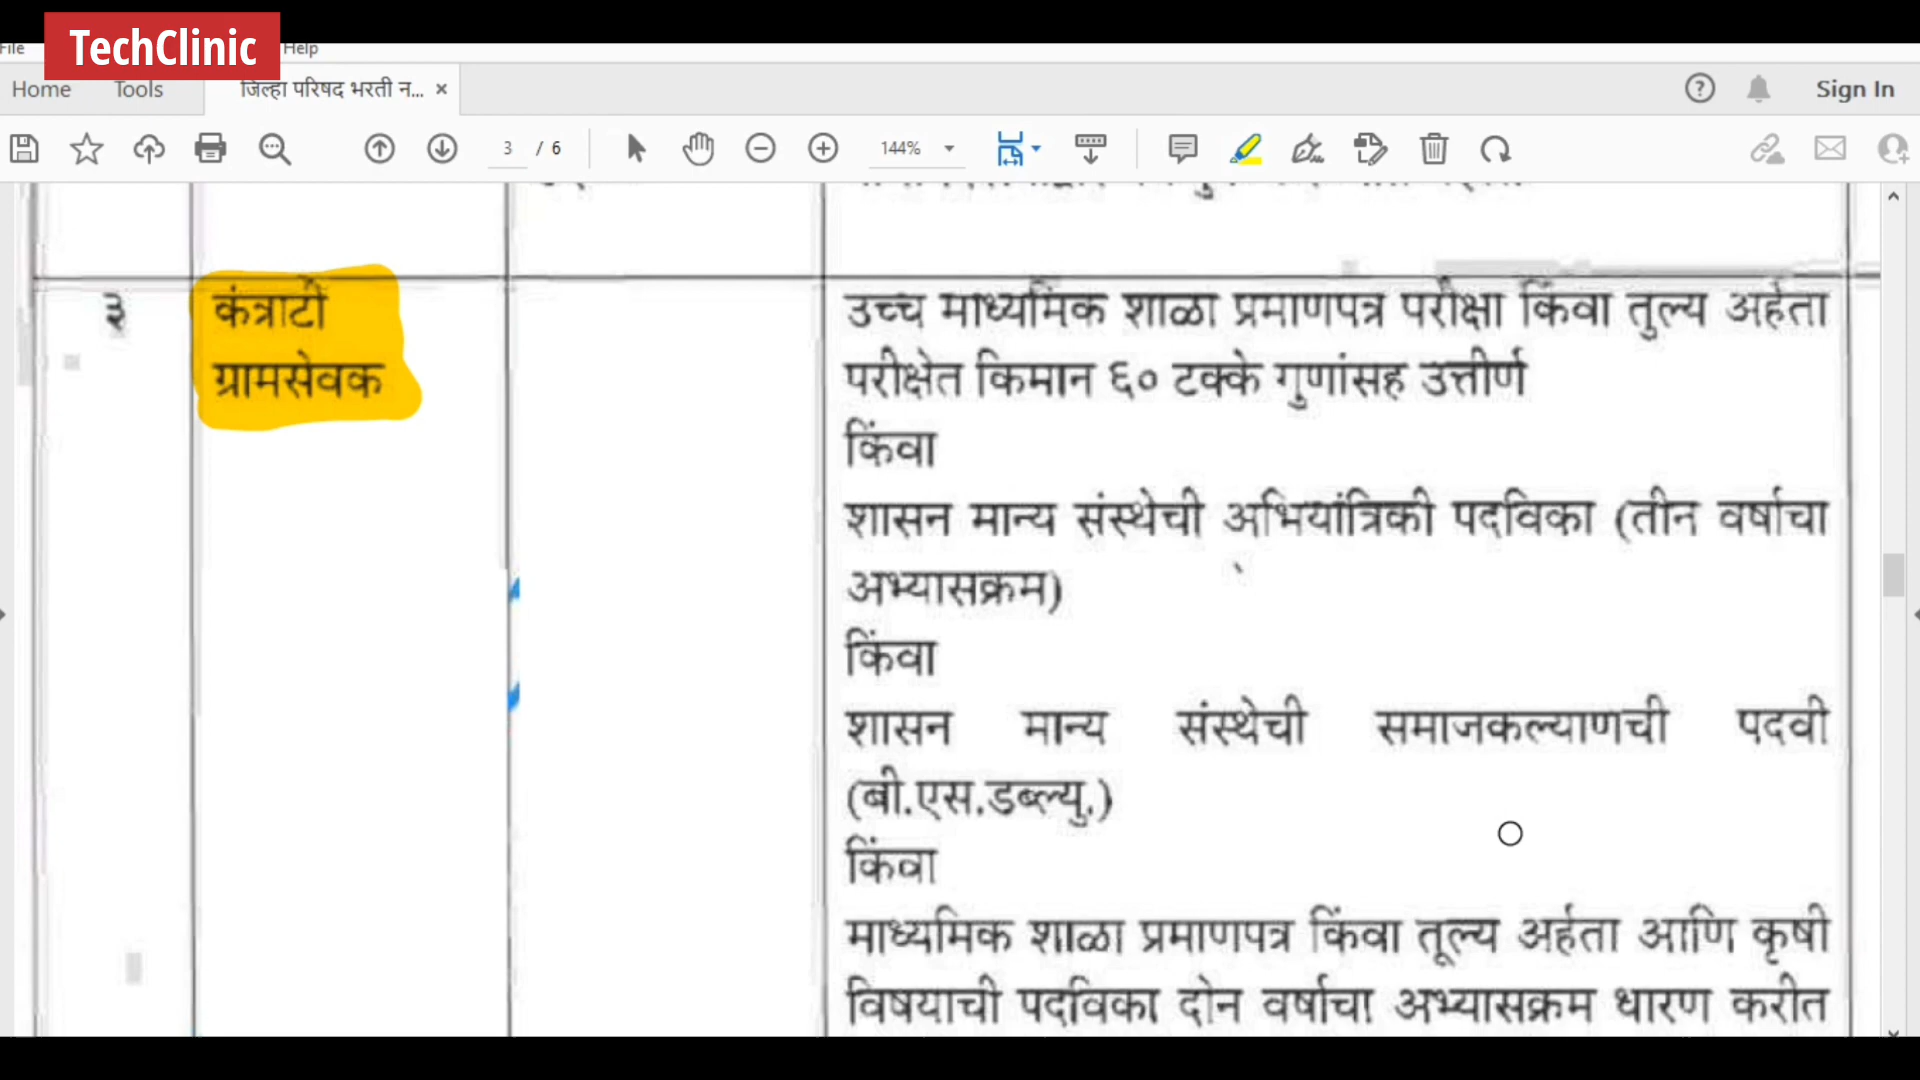 TechClinic
File
Help
Home
Tools
जिल्हा परिषद भरती न... ×
Sign In
3 / 6
144%
३
कंत्राटी
ग्रामसेवक
उच्च माध्यमिक शाळा प्रमाणपत्र परीक्षा किंवा तुल्य अर्हता
परीक्षेत किमान ६० टक्के गुणांसह उत्तीर्ण
किंवा
शासन मान्य संस्थेची अभियांत्रिकी पदविका (तीन वर्षाचा
अभ्यासक्रम)
किंवा
शासन मान्य संस्थेची समाजकल्याणची पदवी
(बी.एस.डब्ल्यु.)
किंवा
माध्यमिक शाळा प्रमाणपत्र किंवा तूल्य अर्हता आणि कृषी
विषयाची पदविका दोन वर्षाचा अभ्यासक्रम धारण करीत